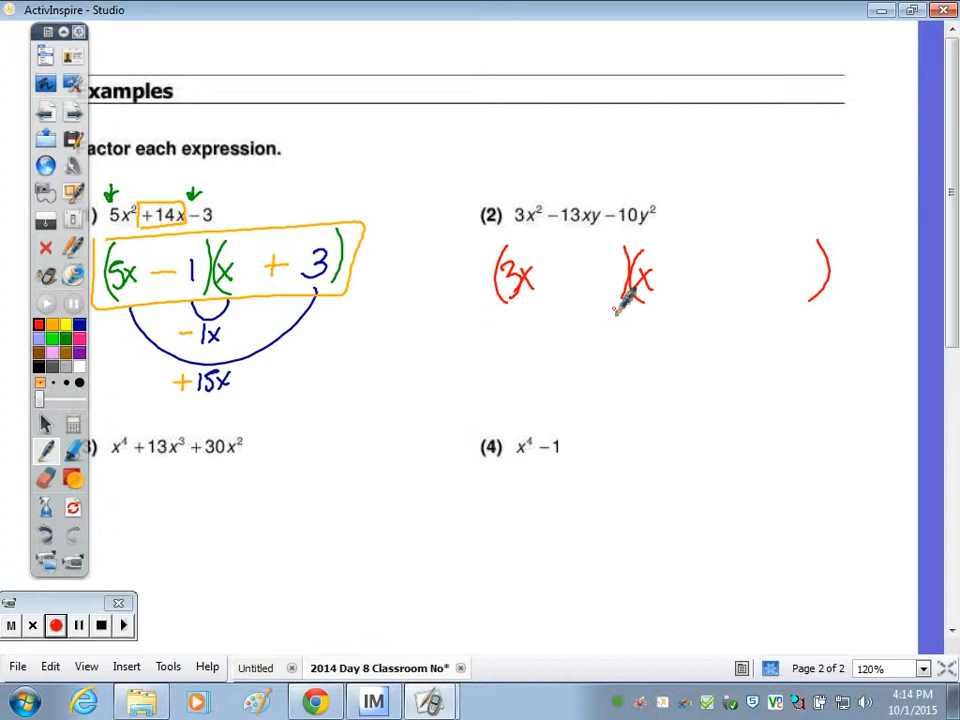 ActivInspire - Studio
xamples
actor each expression.
) 5x² +14x −3
(5x − 1)(x + 3)
− 1x
+ 15x
(2) 3x² −13xy −10y²
(3x )(x )
3) x⁴ +13x³ +30x²
(4) x⁴ −1
M
File Edit View Insert Tools Help Untitled 2014 Day 8 Classroom No* Page 2 of 2 120%
IM
4:14 PM
10/1/2015